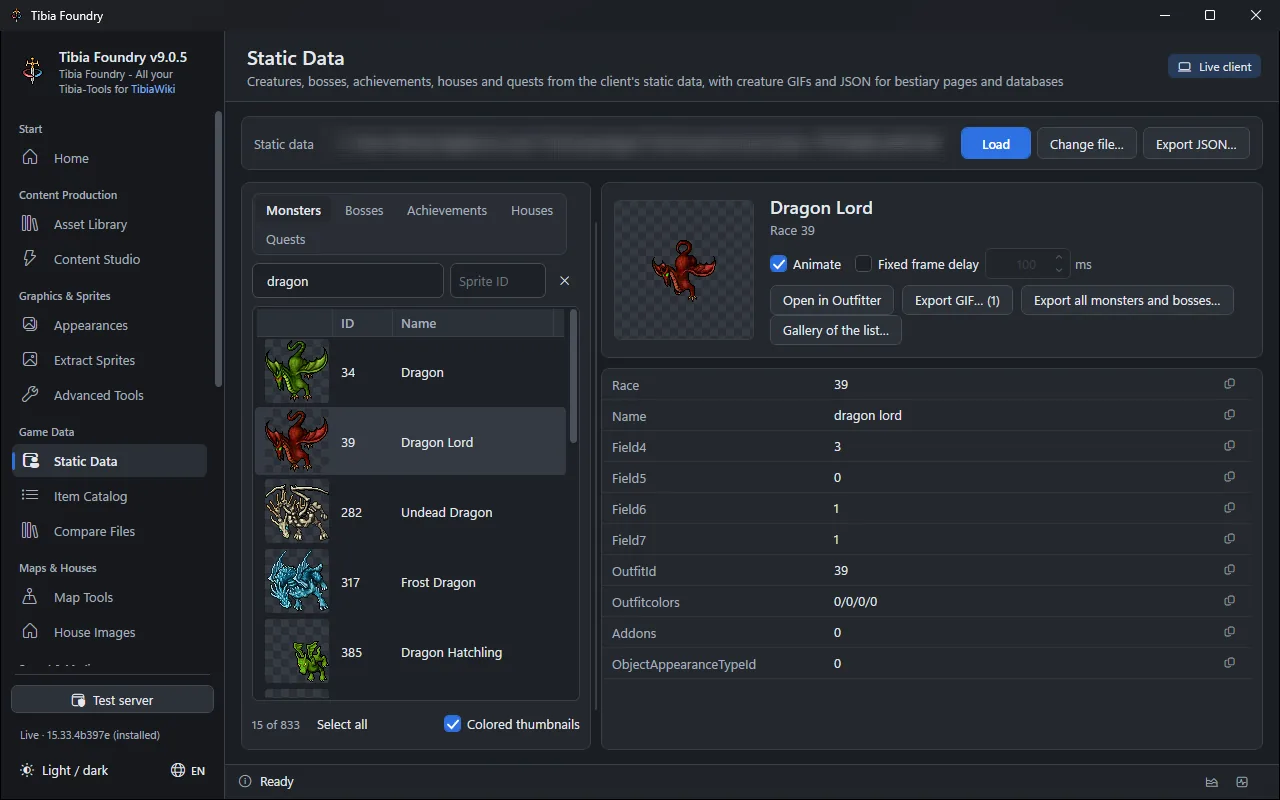 Tibia Foundry
Tibia Foundry v9.0.5
Tibia Foundry - All your
Tibia-Tools for TibiaWiki
Start
Home
Content Production
Asset Library
Content Studio
Graphics & Sprites
Appearances
Extract Sprites
Advanced Tools
Game Data
Static Data
Item Catalog
Compare Files
Maps & Houses
Map Tools
House Images
Test server
Live · 15.33.4b397e (installed)
Light / dark
EN
Static Data
Creatures, bosses, achievements, houses and quests from the client's static data, with creature GIFs and JSON for bestiary pages and databases
Live client
Static data
Load
Change file...
Export JSON...
Monsters
Bosses
Achievements
Houses
Quests
dragon
Sprite ID
ID
Name
34
Dragon
39
Dragon Lord
282
Undead Dragon
317
Frost Dragon
385
Dragon Hatchling
15 of 833
Select all
Colored thumbnails
Dragon Lord
Race 39
Animate
Fixed frame delay
100
ms
Open in Outfitter
Export GIF... (1)
Export all monsters and bosses...
Gallery of the list...
Race
39
Name
dragon lord
Field4
3
Field5
0
Field6
1
Field7
1
OutfitId
39
Outfitcolors
0/0/0/0
Addons
0
ObjectAppearanceTypeId
0
Ready